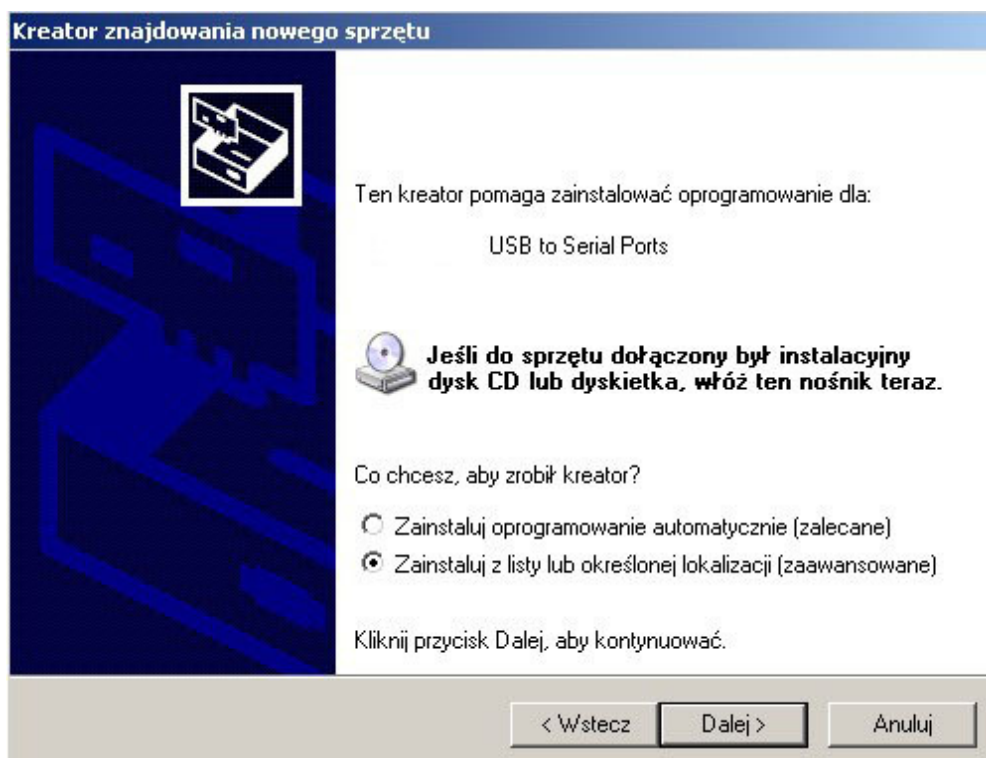 Kreator znajdowania nowego sprzętu
Ten kreator pomaga zainstalować oprogramowanie dla:
USB to Serial Ports
Jeśli do sprzętu dołączony był instalacyjny
dysk CD lub dyskietka, włóż ten nośnik teraz.
Co chcesz, aby zrobił kreator?
Zainstaluj oprogramowanie automatycznie (zalecane)
Zainstaluj z listy lub określonej lokalizacji (zaawansowane)
Kliknij przycisk Dalej, aby kontynuować.
< Wstecz
Dalej >
Anuluj